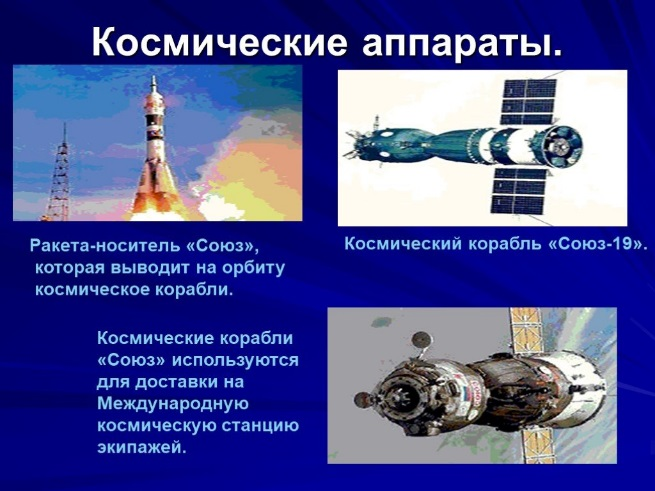 Космические аппараты.
Ракета-носитель «Союз»,
которая выводит на орбиту
космическое корабли.
Космический корабль «Союз-19».
Космические корабли
«Союз» используются
для доставки на
Международную
космическую станцию
экипажей.